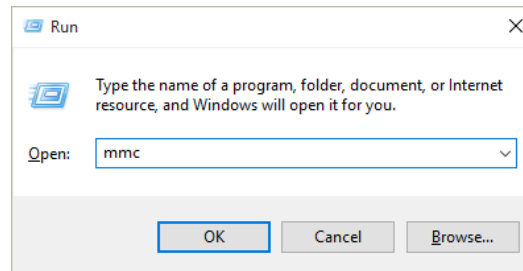 Run
Type the name of a program, folder, document, or Internet
resource, and Windows will open it for you.
Open:
mmc
OK
Cancel
Browse...